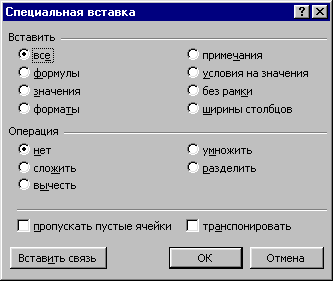 Специальная вставка
Вставить
все
примечания
формулы
условия на значения
значения
без рамки
форматы
ширины столбцов
Операция
нет
умножить
сложить
разделить
вычесть
пропускать пустые ячейки
транспонировать
Вставить связь
ОК
Отмена